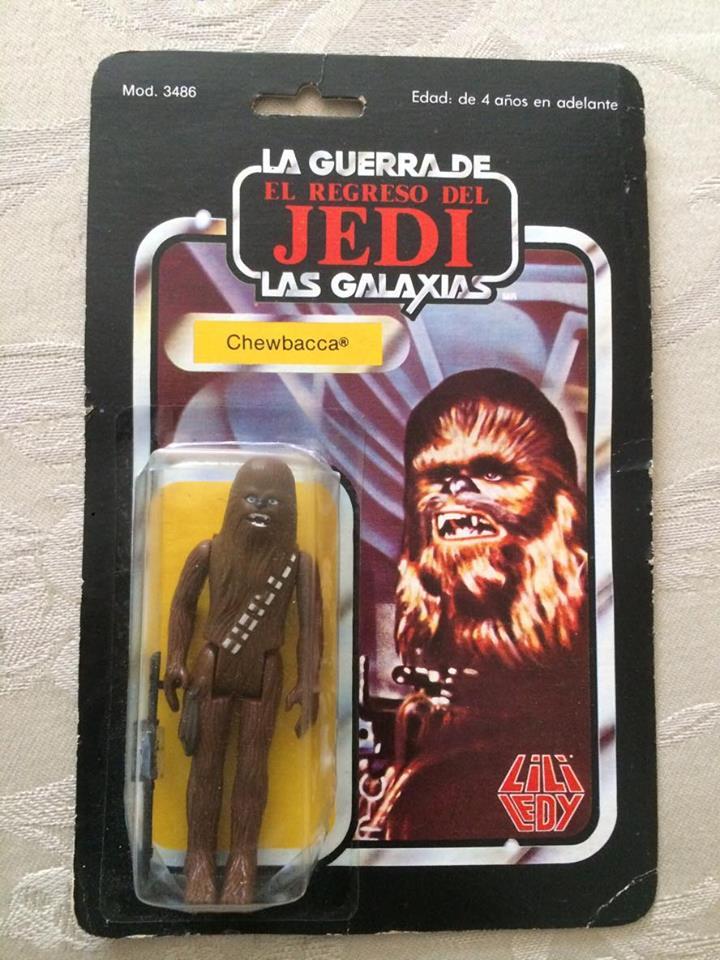 Mod. 3486
Edad: de 4 años en adelante
LA GUERRA DE
EL REGRESO DEL
JEDI
LAS GALAXIAS
Chewbacca®
LiLi
LEDY